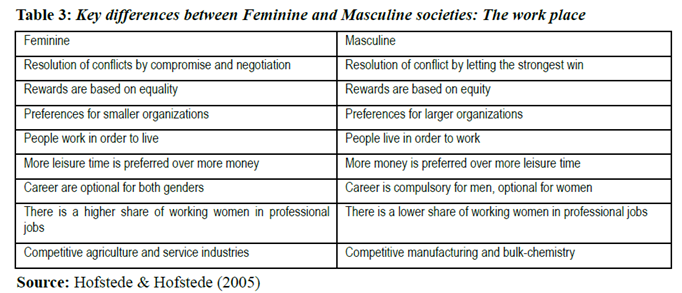 Table 3: Key differences between Feminine and Masculine societies: The work place
Feminine Masculine
Resolution of conflicts by compromise and negotiation Resolution of conflict by letting the strongest win
Rewards are based on equality Rewards are based on equity
Preferences for smaller organizations Preferences for larger organizations
People work in order to live People live in order to work
More leisure time is preferred over more money More money is preferred over more leisure time
Career are optional for both genders Career is compulsory for men, optional for women
There is a higher share of working women in professional There is a lower share of working women in professional jobs
jobs
Competitive agriculture and service industries Competitive manufacturing and bulk-chemistry
Source: Hofstede & Hofstede (2005)